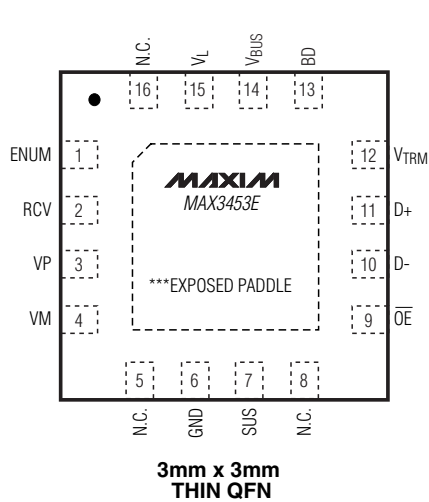 N.C.
VL
VBUS
BD
16
15
14
13
ENUM 1
12 VTRM
RCV 2
11 D+
VP 3
10 D-
VM 4
9 OE
MAXIM
MAX3453E
***EXPOSED PADDLE
5
6
7
8
N.C.
GND
SUS
N.C.
3mm x 3mm
THIN QFN